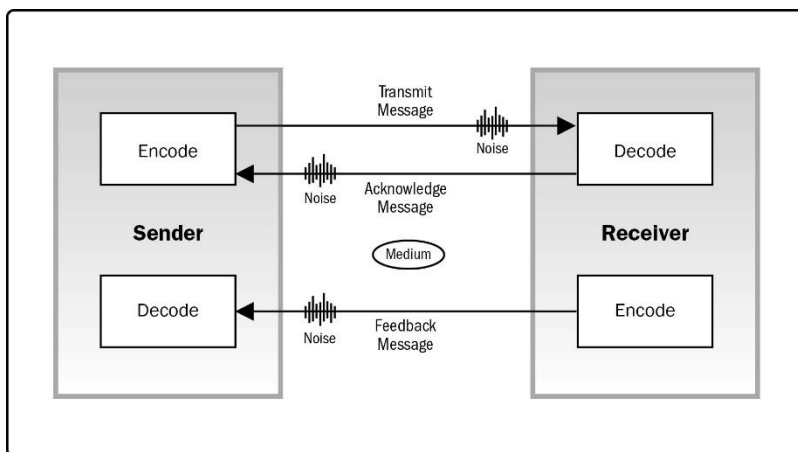 Transmit
Message
Encode
Noise
Decode
Noise
Acknowledge
Message
Sender
Receiver
Medium
Decode
Encode
Noise
Feedback
Message